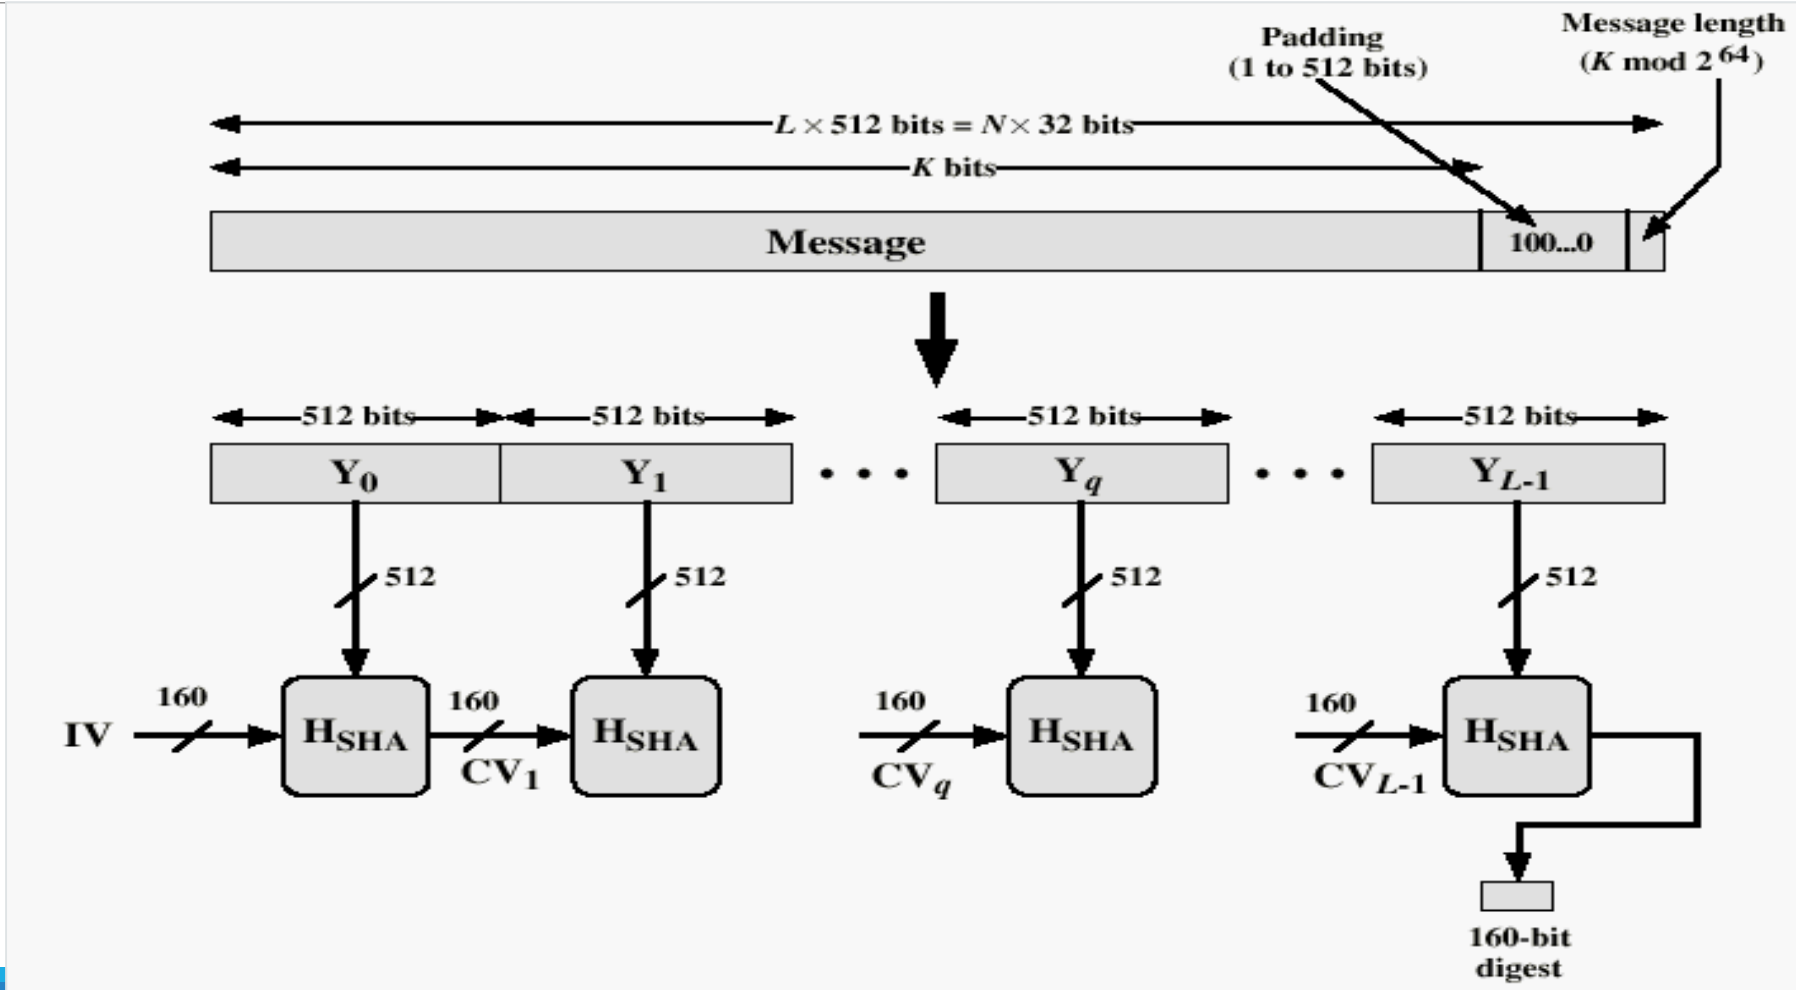 Padding
(1 to 512 bits)
Message length
(K mod 2^64)
L × 512 bits = N × 32 bits
K bits
Message
100...0
512 bits
512 bits
512 bits
512 bits
Y0
Y1
• • •
Yq
• • •
YL-1
512
512
512
512
160
160
160
160
IV
HSHA
HSHA
HSHA
HSHA
CV1
CVq
CVL-1
160-bit
digest